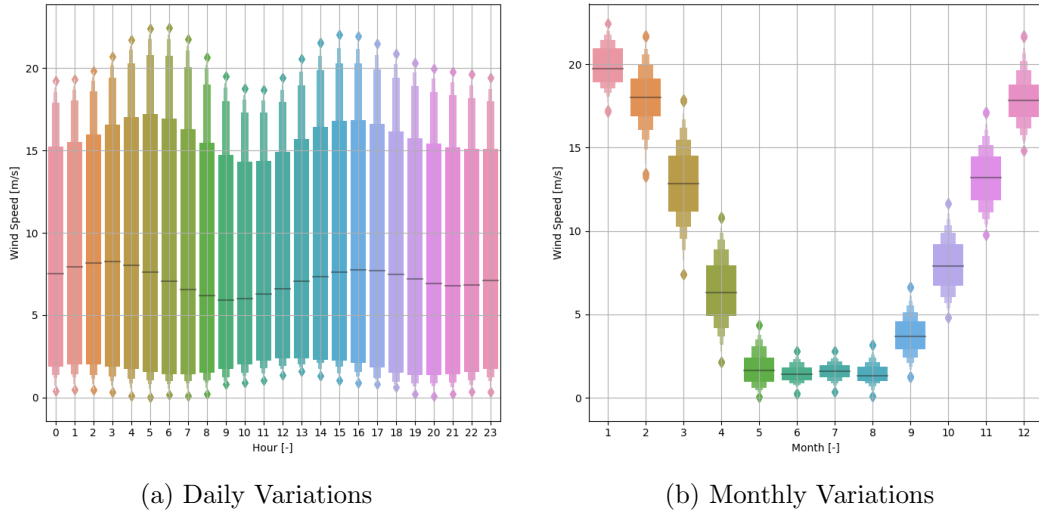 Wind Speed [m/s]
20
15
10
5
0
0 1 2 3 4 5 6 7 8 9 10 11 12 13 14 15 16 17 18 19 20 21 22 23
Hour [-]
(a) Daily Variations
Wind Speed [m/s]
20
15
10
5
0
1 2 3 4 5 6 7 8 9 10 11 12
Month [-]
(b) Monthly Variations